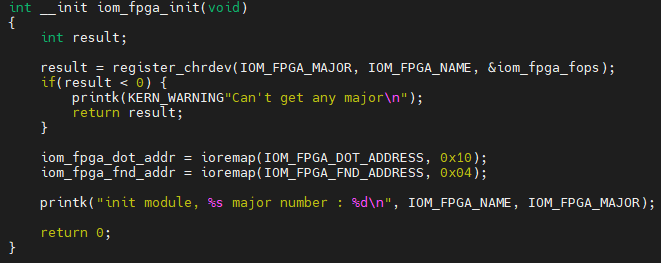 int __init iom_fpga_init(void)
{
    int result;

    result = register_chrdev(IOM_FPGA_MAJOR, IOM_FPGA_NAME, &iom_fpga_fops);
    if(result < 0) {
        printk(KERN_WARNING"Can't get any major\n");
        return result;
    }

    iom_fpga_dot_addr = ioremap(IOM_FPGA_DOT_ADDRESS, 0x10);
    iom_fpga_fnd_addr = ioremap(IOM_FPGA_FND_ADDRESS, 0x04);

    printk("init module, %s major number : %d\n", IOM_FPGA_NAME, IOM_FPGA_MAJOR);

    return 0;
}